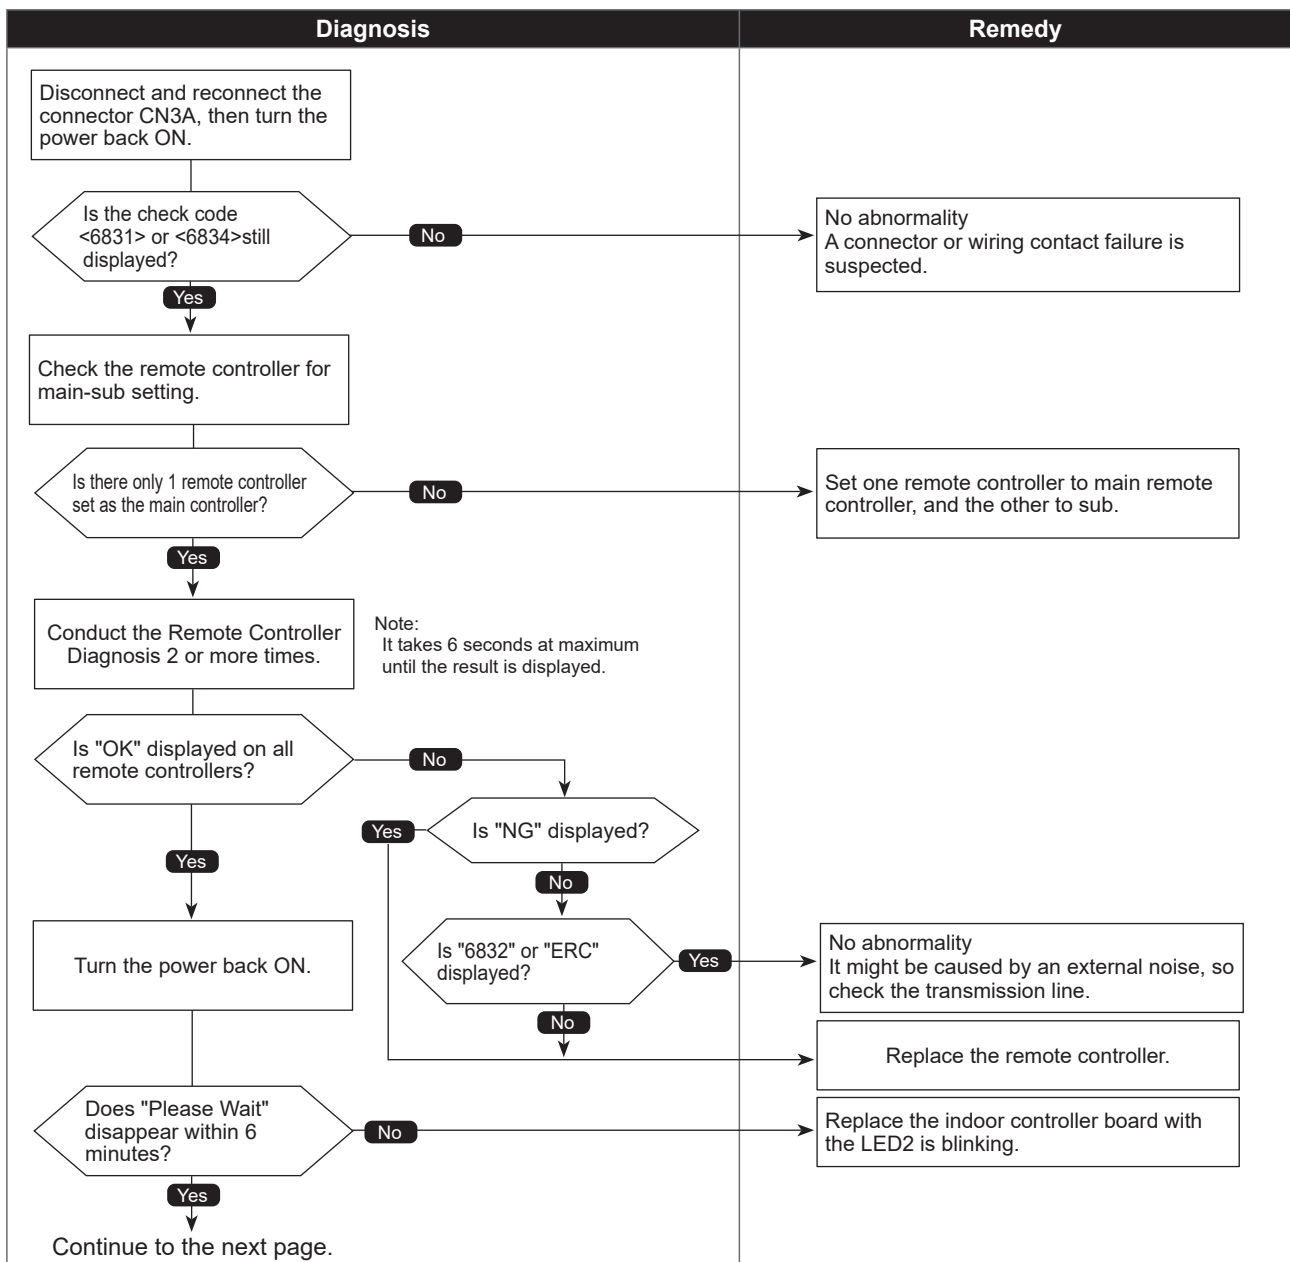 Diagnosis
Remedy
Disconnect and reconnect the
connector CN3A, then turn the
power back ON.
Is the check code
<6831> or <6834>still
displayed?
No
No abnormality
A connector or wiring contact failure is
suspected.
Yes
Check the remote controller for
main-sub setting.
Is there only 1 remote controller
set as the main controller?
No
Set one remote controller to main remote
controller, and the other to sub.
Yes
Conduct the Remote Controller
Diagnosis 2 or more times.
Note:
It takes 6 seconds at maximum
until the result is displayed.
Is "OK" displayed on all
remote controllers?
No
Is "NG" displayed?
Yes
Yes
No
Turn the power back ON.
Is "6832" or "ERC"
displayed?
Yes
No abnormality
It might be caused by an external noise, so
check the transmission line.
No
Replace the remote controller.
Does "Please Wait"
disappear within 6
minutes?
No
Replace the indoor controller board with
the LED2 is blinking.
Yes
Continue to the next page.